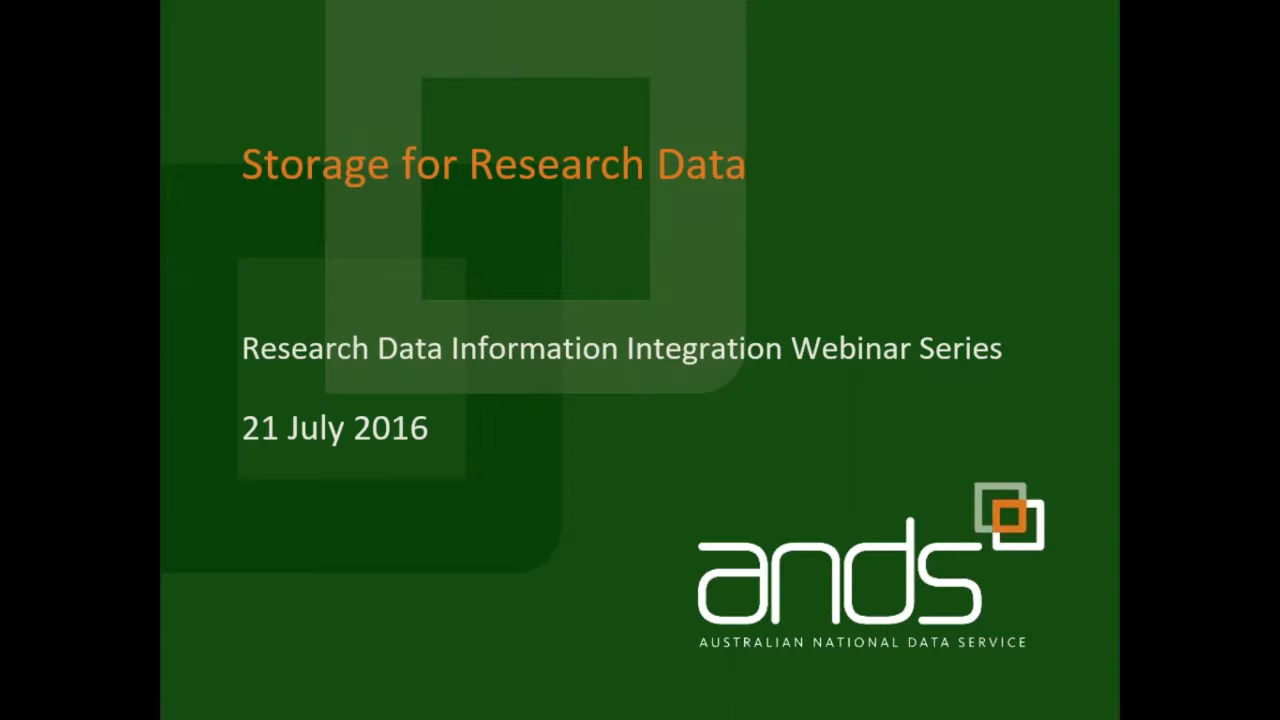 Storage for Research Data
Research Data Information Integration Webinar Series
21 July 2016
ands
AUSTRALIAN NATIONAL DATA SERVICE